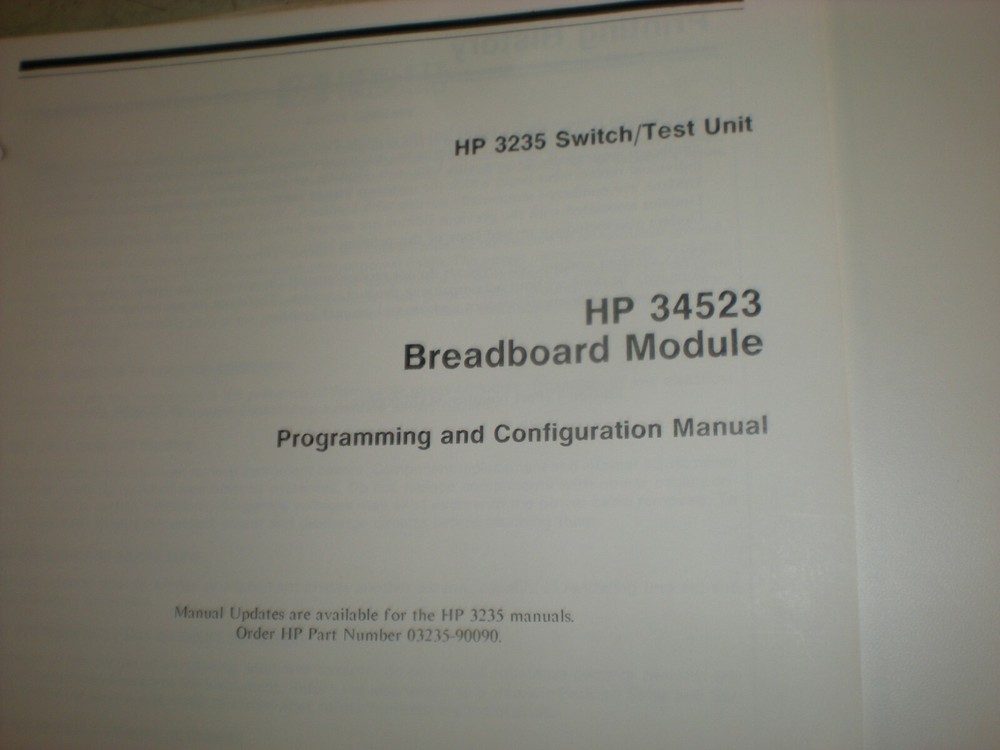 HP 3235 Switch/Test Unit
HP 34523
Breadboard Module
Programming and Configuration Manual
Manual Updates are available for the HP 3235 manuals.
Order HP Part Number 03235-90090.